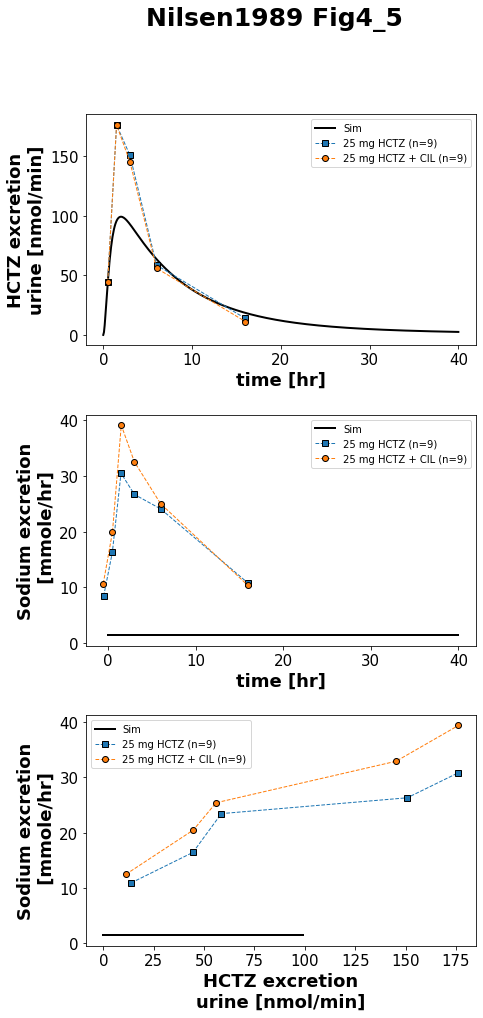 Nilsen1989 Fig4_5
HCTZ excretion
urine [nmol/min]
150
100
50
0
Sim
25 mg HCTZ (n=9)
25 mg HCTZ + CIL (n=9)
0 10 20 30 40
time [hr]
Sodium excretion
[mmole/hr]
40
30
20
10
0
Sim
25 mg HCTZ (n=9)
25 mg HCTZ + CIL (n=9)
0 10 20 30 40
time [hr]
Sodium excretion
[mmole/hr]
40
30
20
10
0
Sim
25 mg HCTZ (n=9)
25 mg HCTZ + CIL (n=9)
0 25 50 75 100 125 150 175
HCTZ excretion
urine [nmol/min]